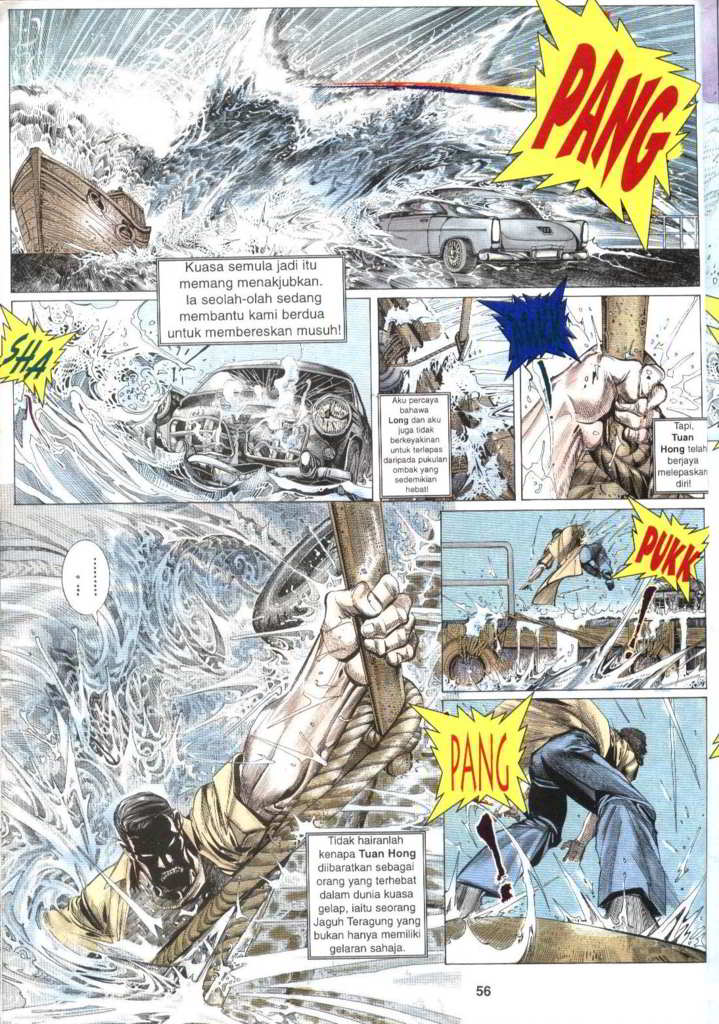 PANG
Kuasa semula jadi itu
memang menakjubkan.
Ia seolah-olah sedang
membantu kami berdua
untuk membereskan musuh!
SHA
Aku percaya
bahawa
Long dan aku
juga tidak
berkeyakinan
untuk terlepas
daripada pukulan
ombak yang
sedemikian
hebat!
Tapi,
Tuan
Hong telah
berjaya
melepaskan
diri!
........
. ...
PUKK
!
PANG
!
Tidak hairanlah
kenapa Tuan Hong
diibaratkan sebagai
orang yang terhebat
dalam dunia kuasa
gelap, iaitu seorang
Jaguh Teragung yang
bukan hanya memiliki
gelaran sahaja.
56